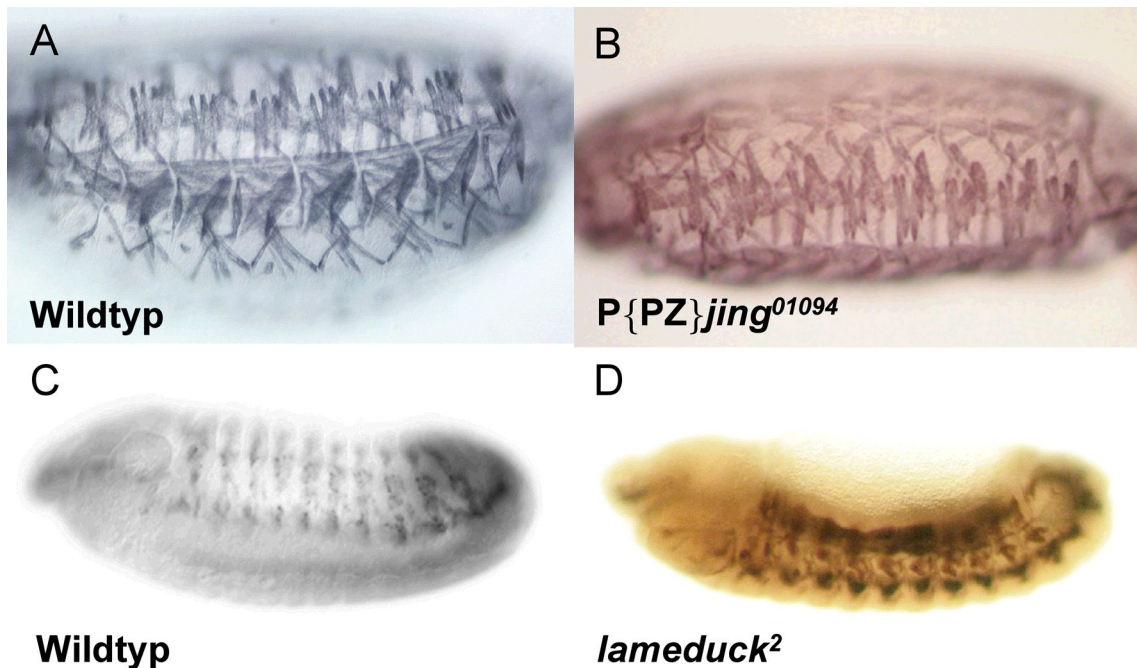 A
B
Wildtyp
P{PZ}jing⁰¹⁰⁹⁴
C
D
Wildtyp
lameduck²